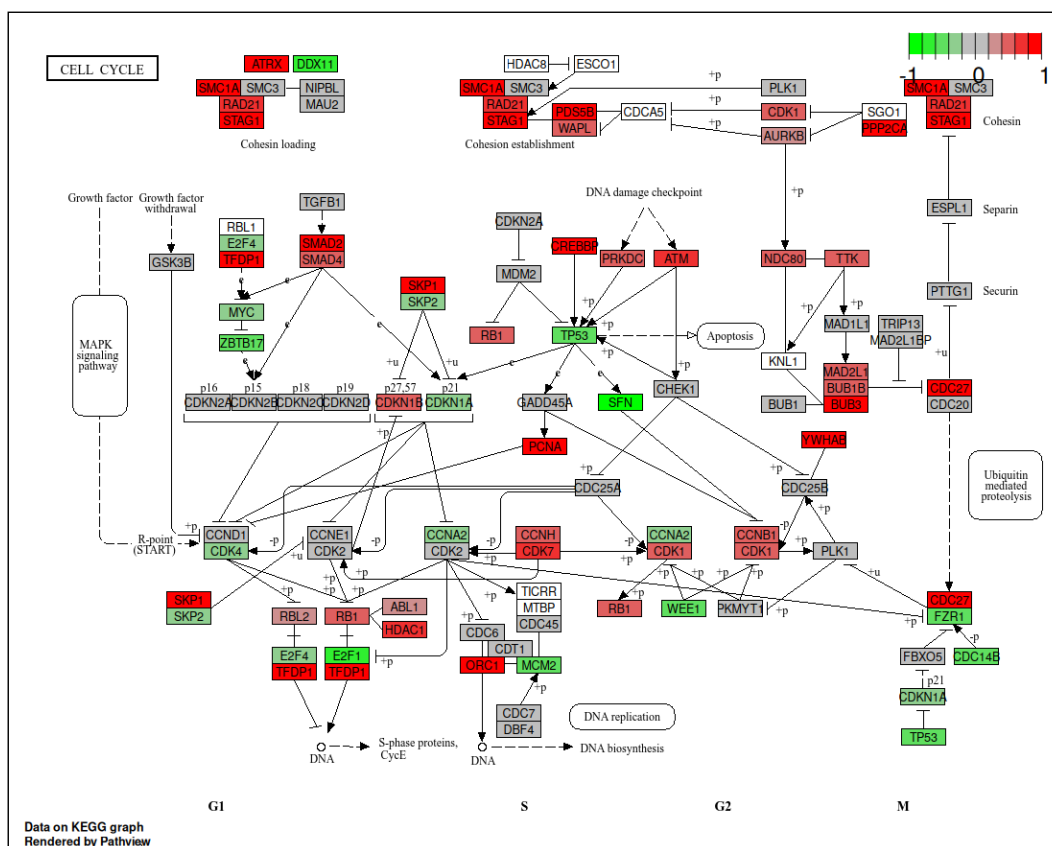 CELL CYCLE
ATRX
DDX11
SMC1A
SMC3
RAD21
STAG1
NIPBL
MAU2
Cohesin loading
HDAC8
ESCO1
SMC1A
SMC3
RAD21
STAG1
PDS5B
WAPL
CDCA5
Cohesion establishment
+p
PLK1
+p
CDK1
+p
AURKB
SGO1
PPP2CA
-1
0
1
SMC1A
SMC3
RAD21
STAG1
Cohesin
Growth factor
Growth factor
withdrawal
GSK3B
MAPK
signaling
pathway
RBL1
E2F4
TFDP1
TGFB1
SMAD2
SMAD4
e
e
MYC
ZBTB17
e
e
e
SKP1
SKP2
+u
+u
DNA damage checkpoint
CDKN2A
MDM2
RB1
CREBBP
PRKDC
ATM
+p
+p
+p
TP53
+p
Apoptosis
e
e
e
+p
NDC80
TTK
+p
+p
MAD1L1
KNL1
TRIP13
MAD2L1BP
MAD2L1
BUB1B
BUB3
BUB1
ESPL1
Separin
PTTG1
Securin
+u
CDC27
CDC20
p16
p15
p18
p19
CDKN2A
CDKN2B
CDKN2C
CDKN2D
p27,57
p21
CDKN1B
CDKN1A
GADD45A
SFN
+p
CHEK1
+p
PCNA
+p
+p
CDC25A
YWHAB
CDC25B
Ubiquitin
mediated
proteolysis
R-point
(START)
+p
CCND1
CDK4
-p
CCNE1
CDK2
-p
CCNA2
CDK2
-p
CCNH
CDK7
+p
-p
CCNA2
CDK1
+p
CCNB1
CDK1
-p
+p
+p
PLK1
+u
+u
+p
+p
+p
+p
SKP1
SKP2
RBL2
RB1
ABL1
HDAC1
E2F4
TFDP1
E2F1
TFDP1
+p
+p
TICRR
MTBP
CDC45
CDC6
CDT1
ORC1
MCM2
+p
CDC7
DBF4
+p
RB1
+p
WEE1
+p
PKMYT1
+p
+p
CDC27
FZR1
-p
FBXO5
CDC14B
p21
CDKN1A
TP53
DNA replication
DNA
S-phase proteins,
CycE
DNA
DNA biosynthesis
G1
S
G2
M
Data on KEGG graph
Rendered by Pathview